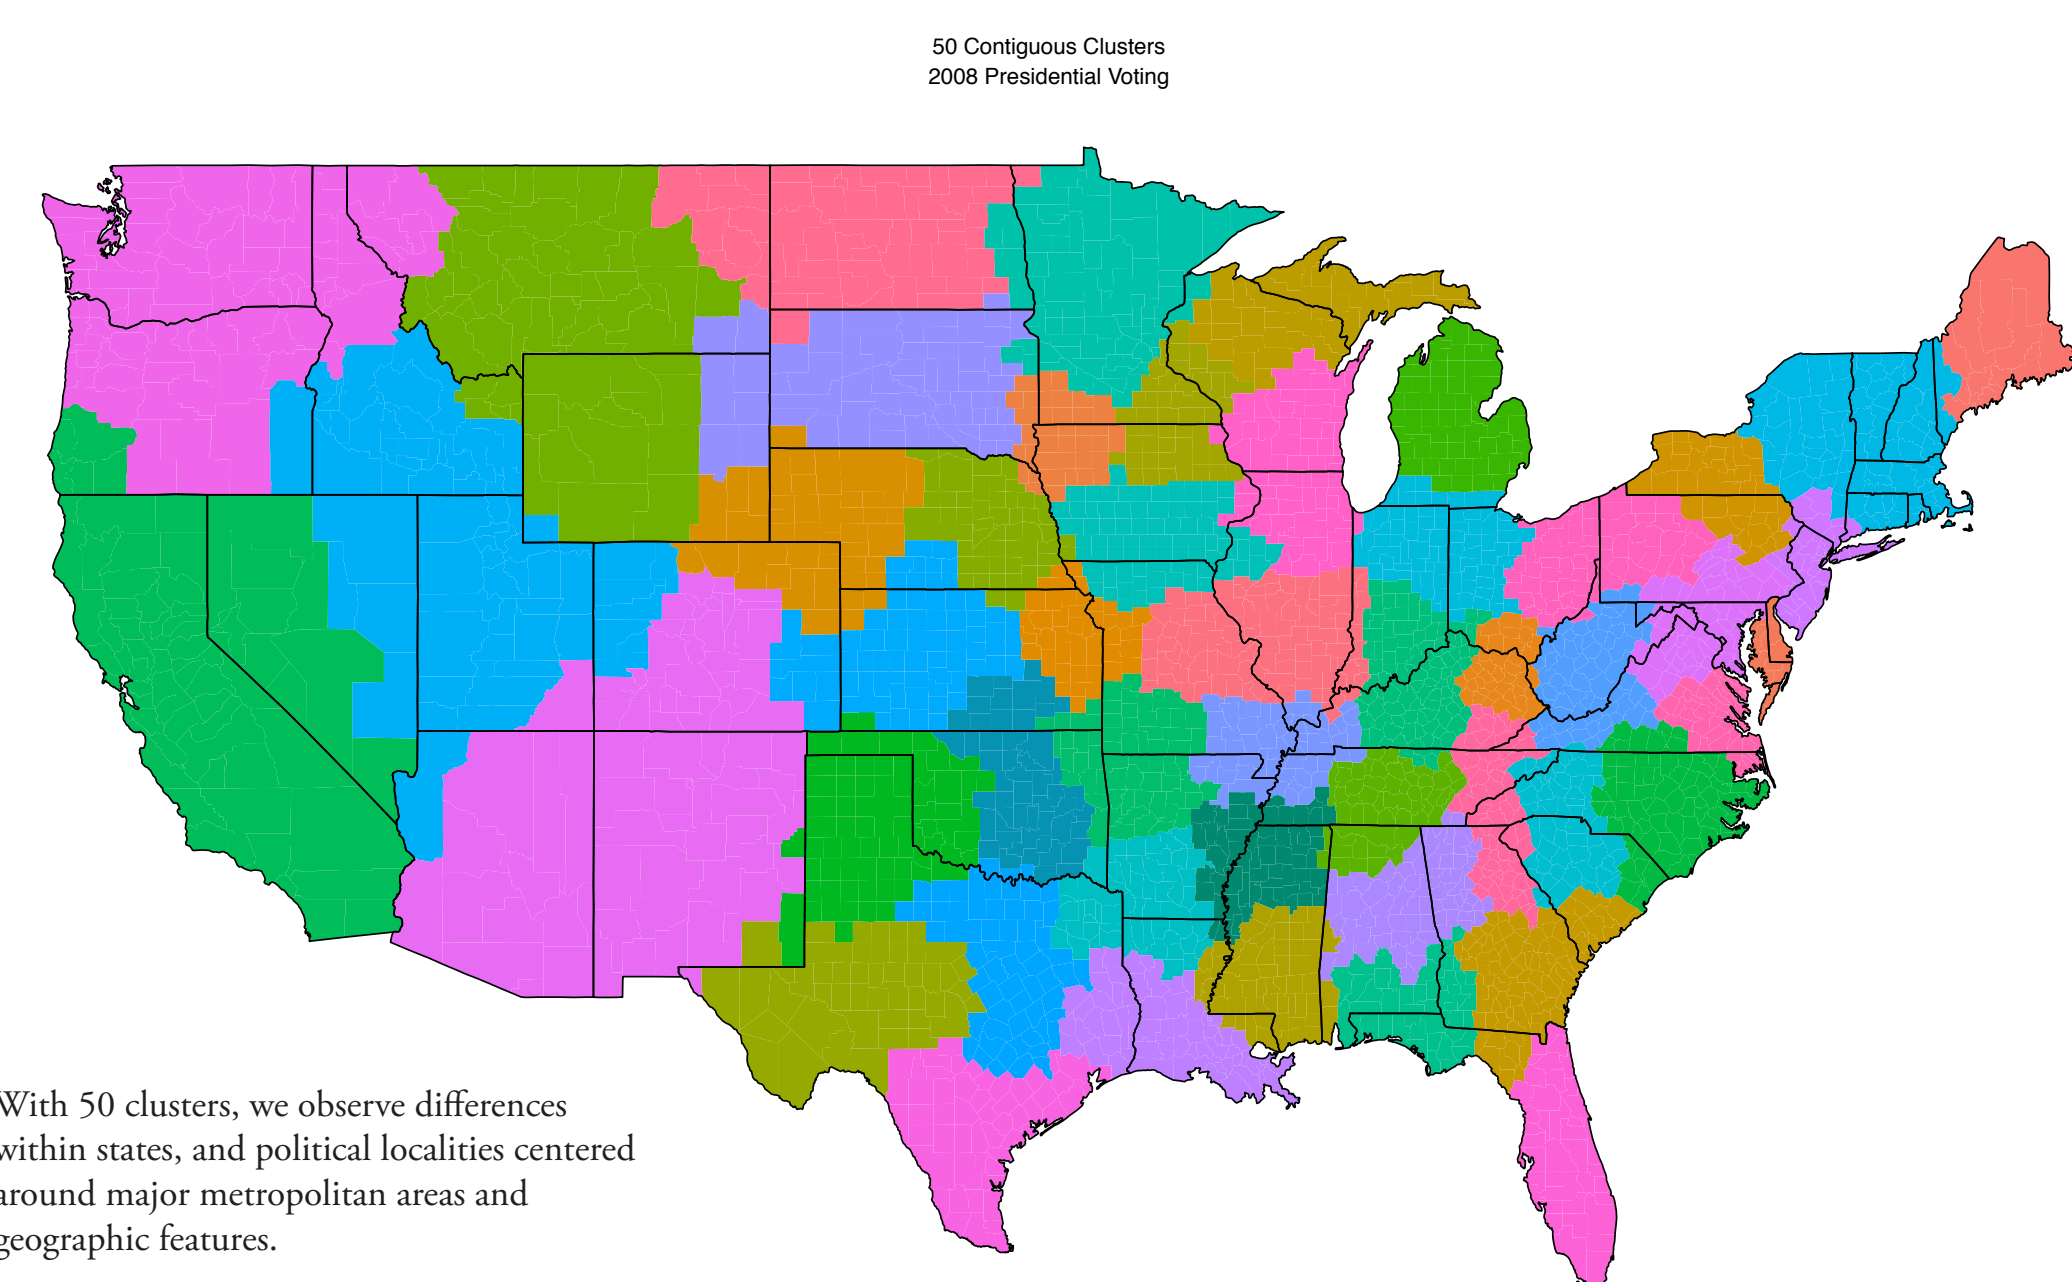 50 Contiguous Clusters
2008 Presidential Voting
With 50 clusters, we observe differences
within states, and political localities centered
around major metropolitan areas and
geographic features.